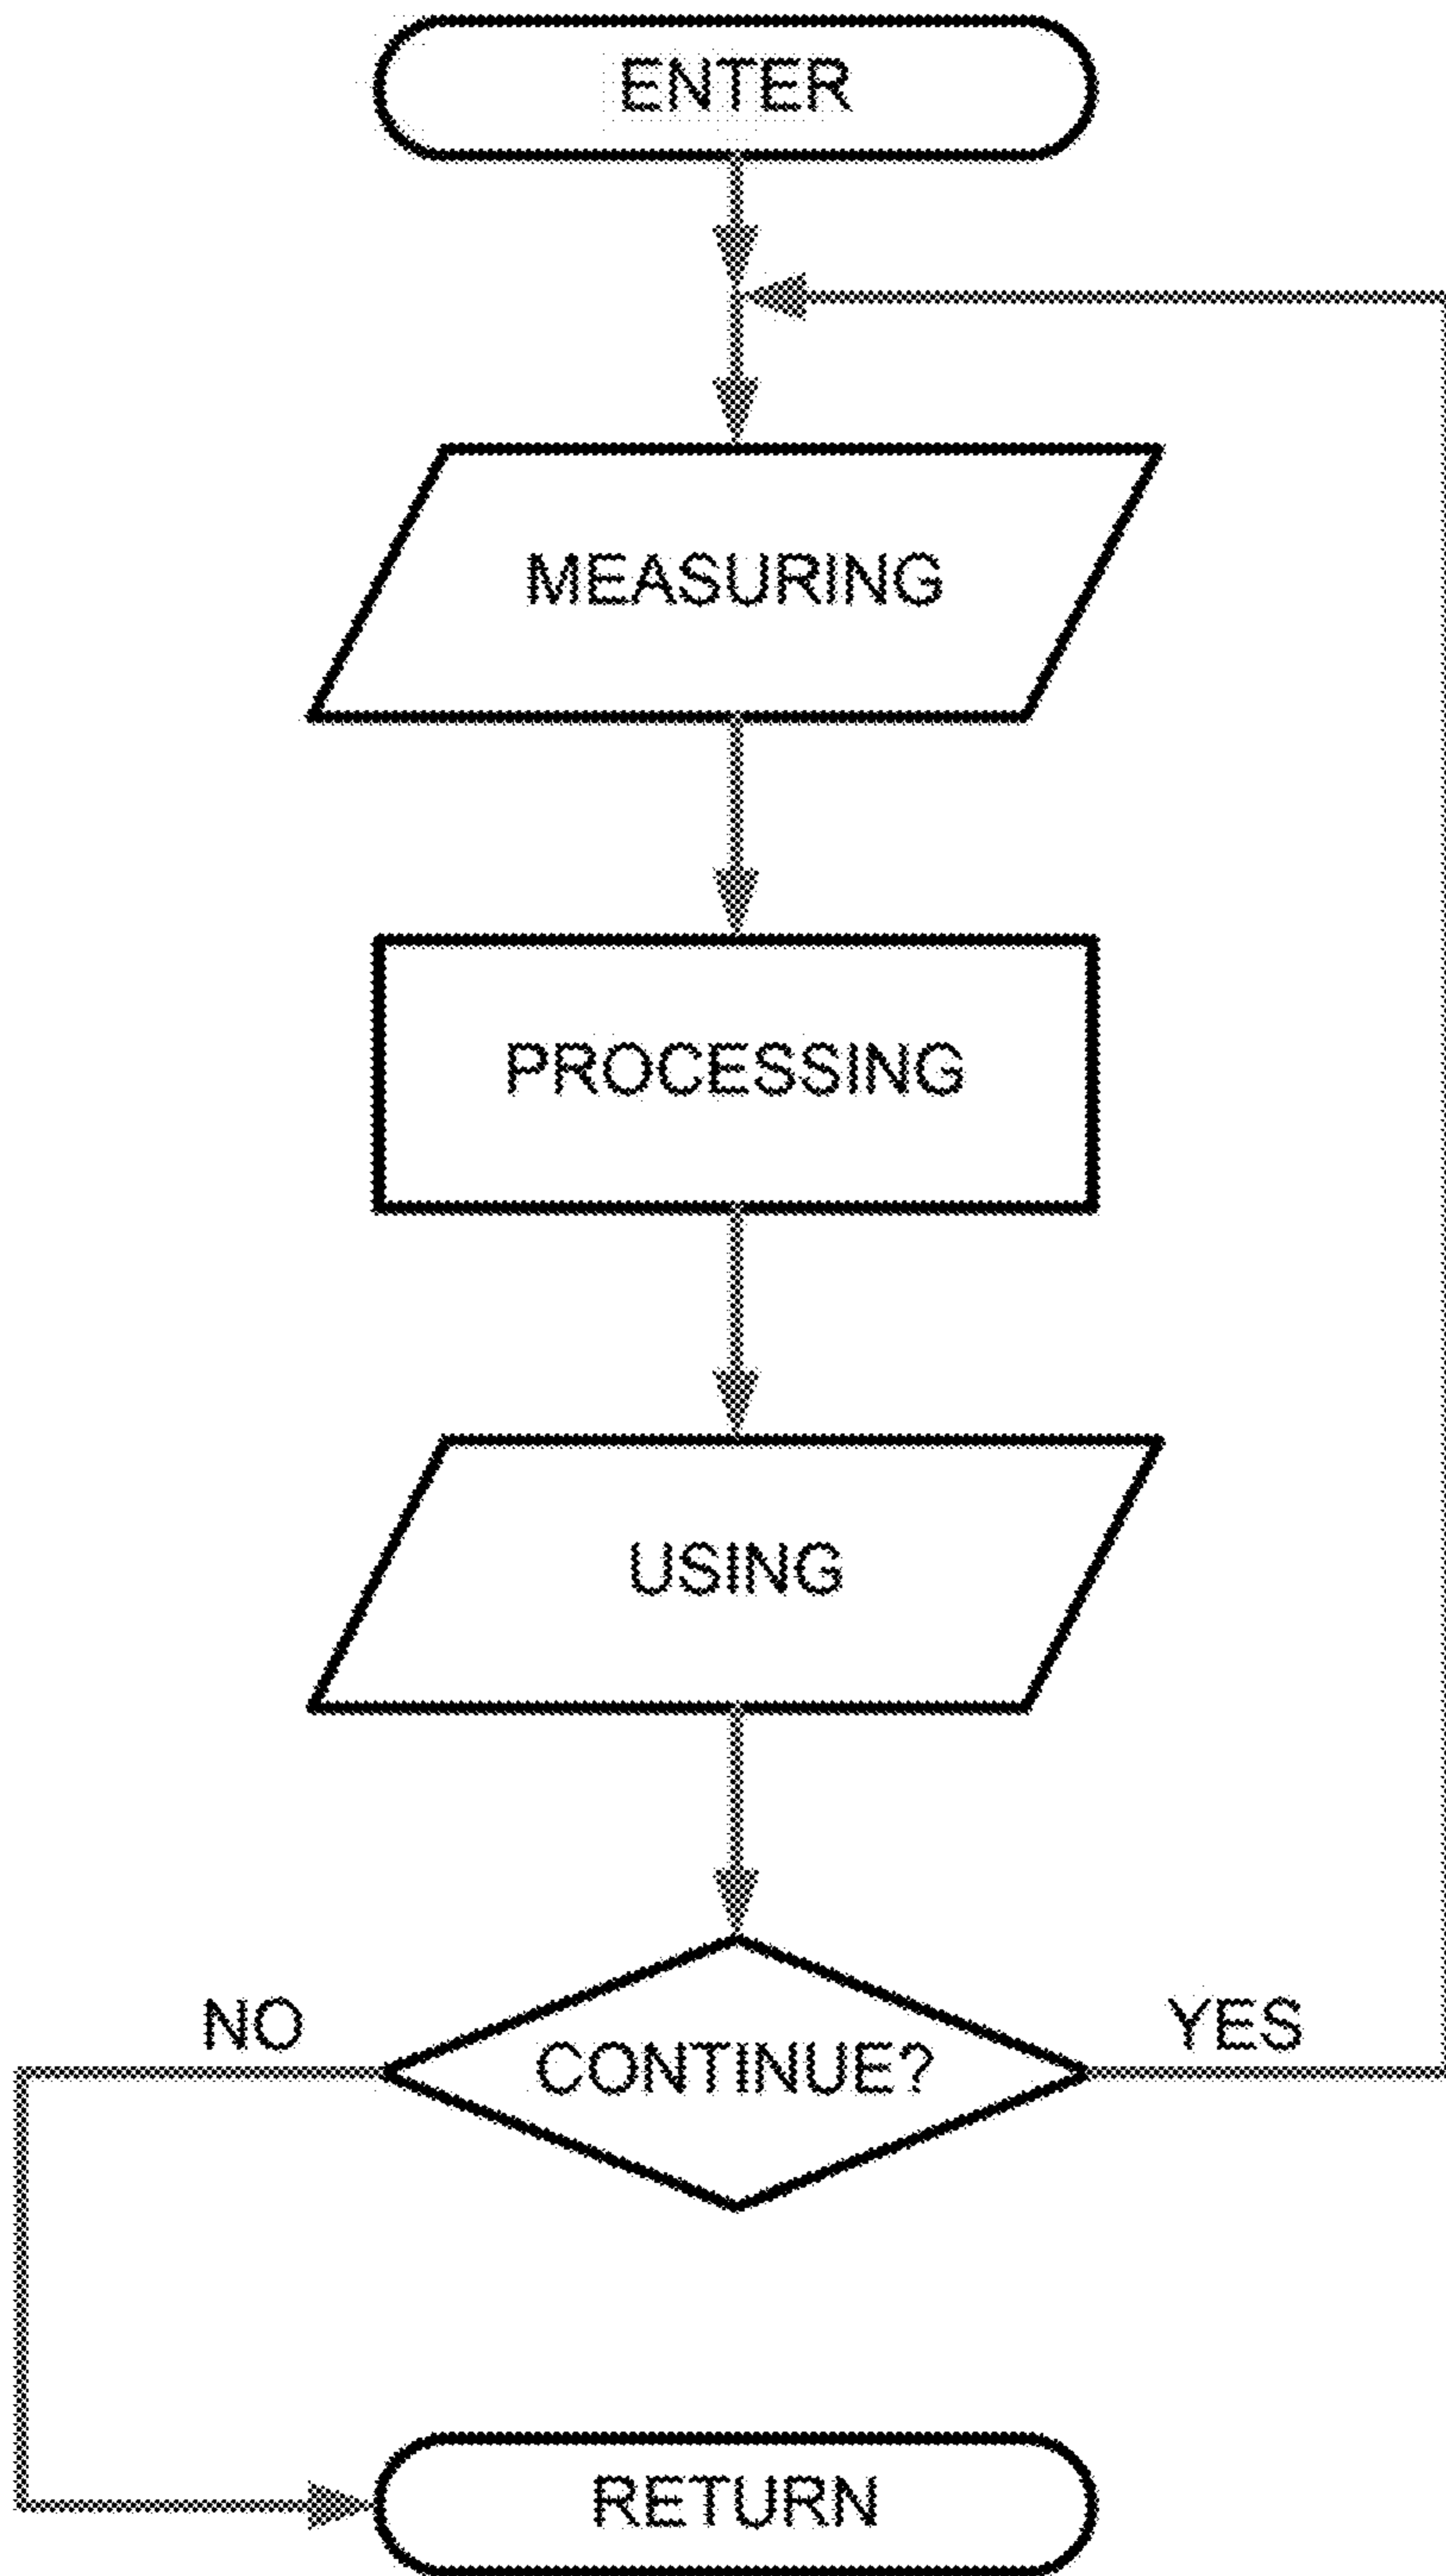 ENTER
MEASURING
PROCESSING
USING
NO
YES
CONTINUE?
RETURN